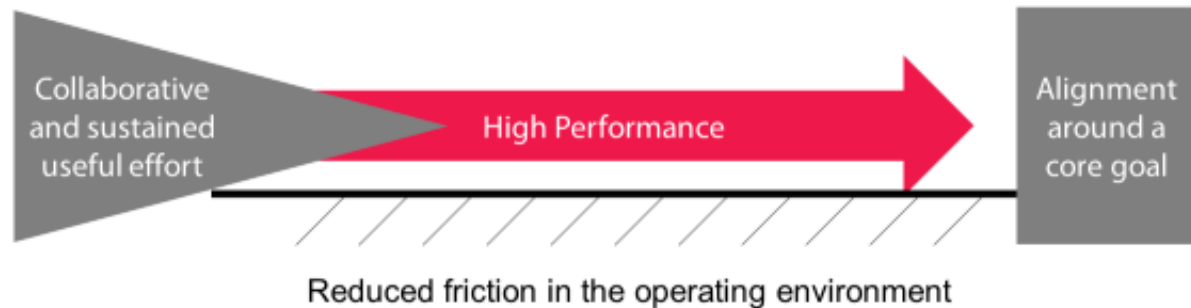 Collaborative
and sustained
useful effort
High Performance
Alignment
around a
core goal
Reduced friction in the operating environment